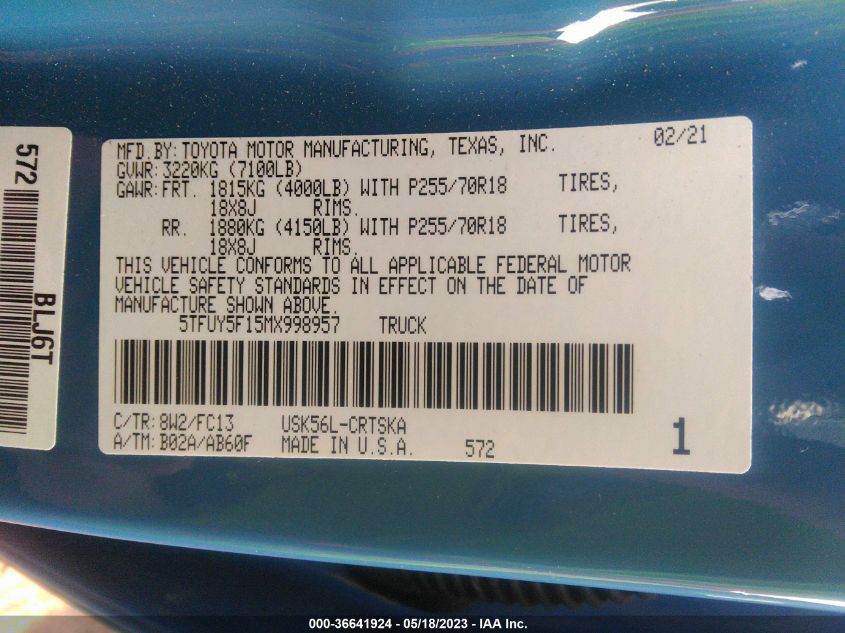 572
BLJ6T
MFD.BY:TOYOTA MOTOR MANUFACTURING, TEXAS, INC. 02/21
GVWR:3220KG (7100LB)
GAWR:FRT. 1815KG (4000LB) WITH P255/70R18 TIRES,
18X8J RIMS.
RR. 1880KG (4150LB) WITH P255/70R18 TIRES,
18X8J RIMS.
THIS VEHICLE CONFORMS TO ALL APPLICABLE FEDERAL MOTOR
VEHICLE SAFETY STANDARDS IN EFFECT ON THE DATE OF
MANUFACTURE SHOWN ABOVE.
5TFUY5F15MX998957 TRUCK
C/TR:8W2/FC13 USK56L-CRTSKA
A/TM:B02A/AB60F MADE IN U.S.A. 572 1
000-36641924 - 05/18/2023 - IAA Inc.